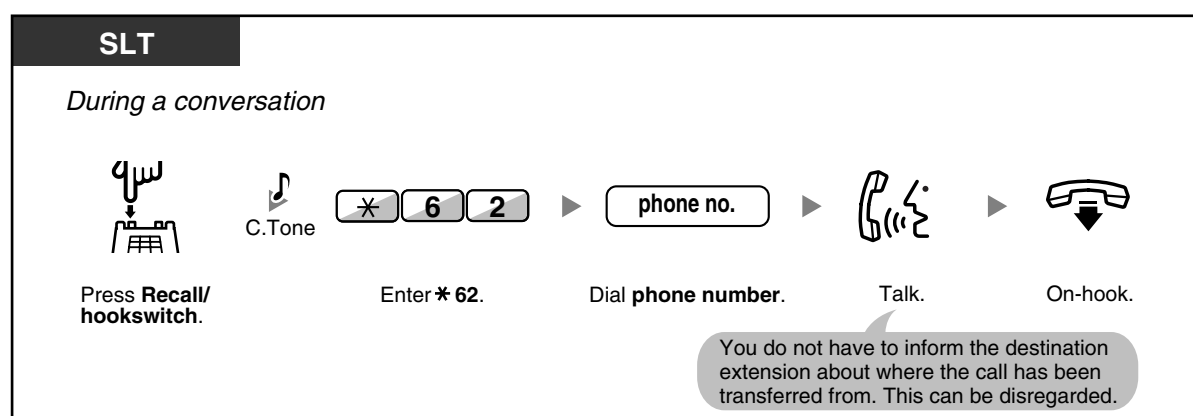 SLT
During a conversation
C.Tone
* 6 2
phone no.
Press Recall/
hookswitch.
Enter * 62.
Dial phone number.
Talk.
On-hook.
You do not have to inform the destination
extension about where the call has been
transferred from. This can be disregarded.